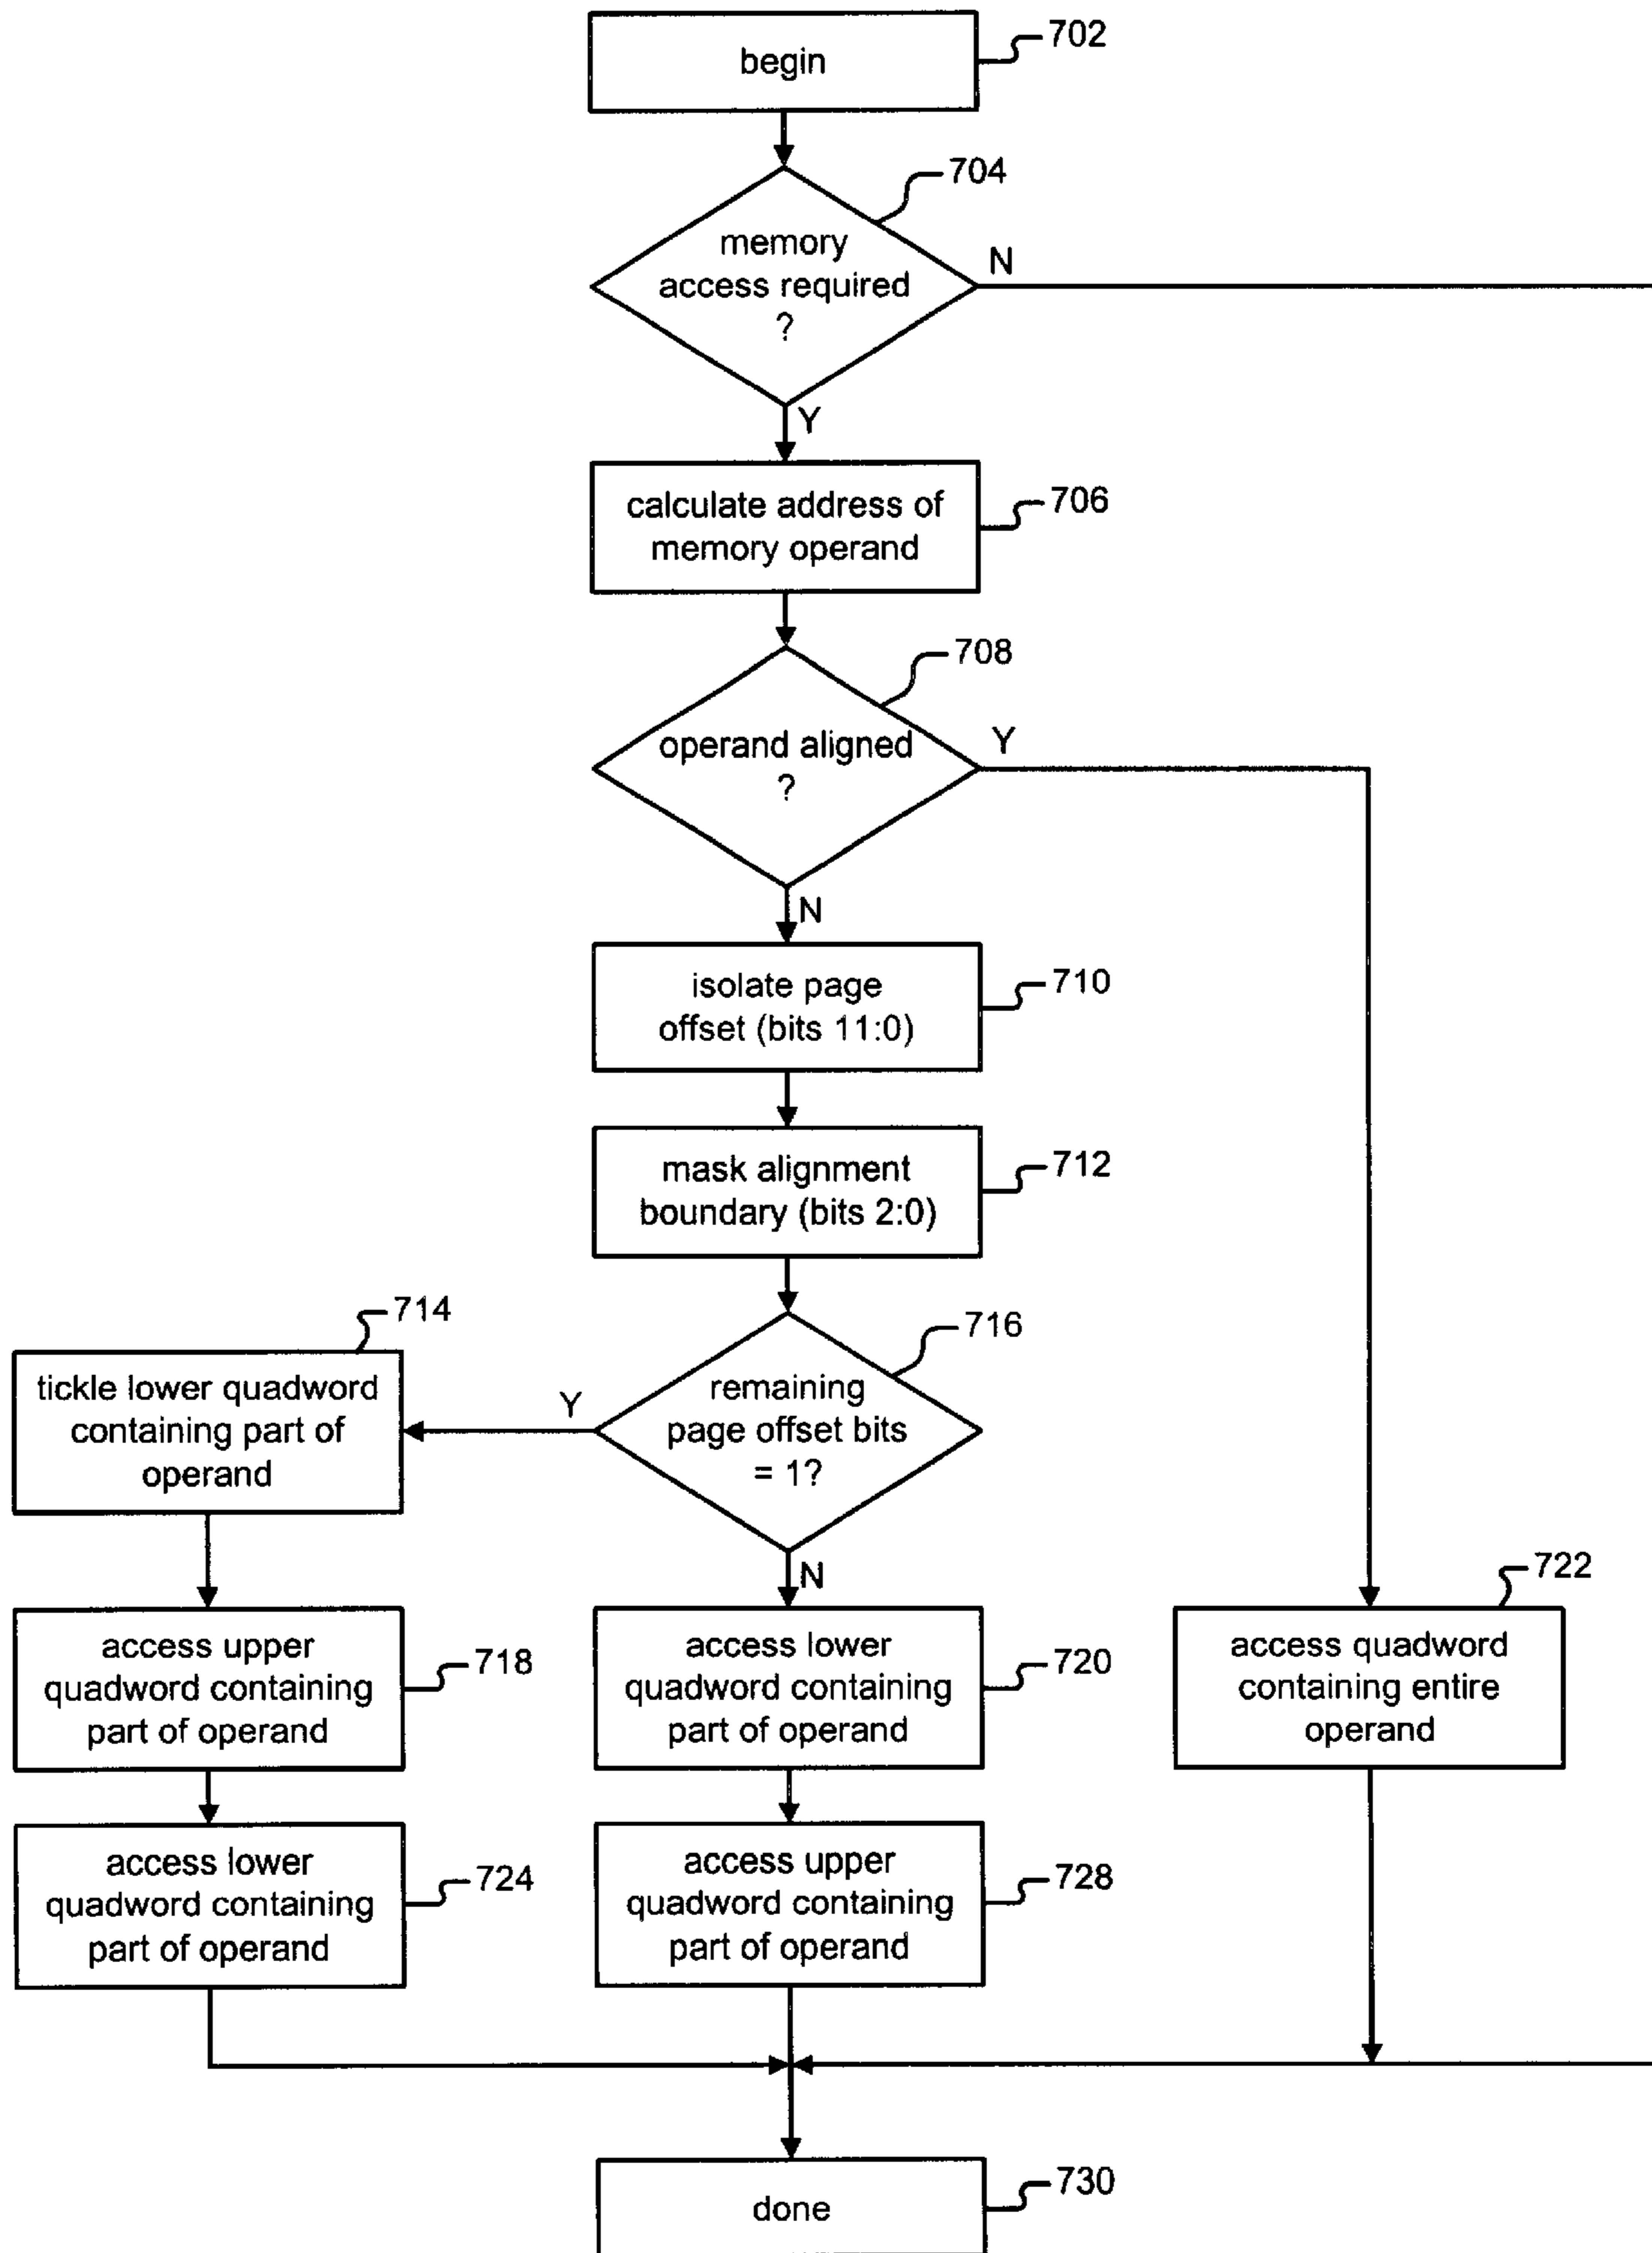 begin
702
704
memory
access required
?
N
Y
calculate address of
memory operand
706
708
operand aligned
?
Y
N
isolate page
offset (bits 11:0)
710
mask alignment
boundary (bits 2:0)
712
714
tickle lower quadword
containing part of
operand
Y
716
remaining
page offset bits
= 1?
N
access upper
quadword containing
part of operand
718
access lower
quadword containing
part of operand
720
722
access quadword
containing entire
operand
access lower
quadword containing
part of operand
724
access upper
quadword containing
part of operand
728
done
730